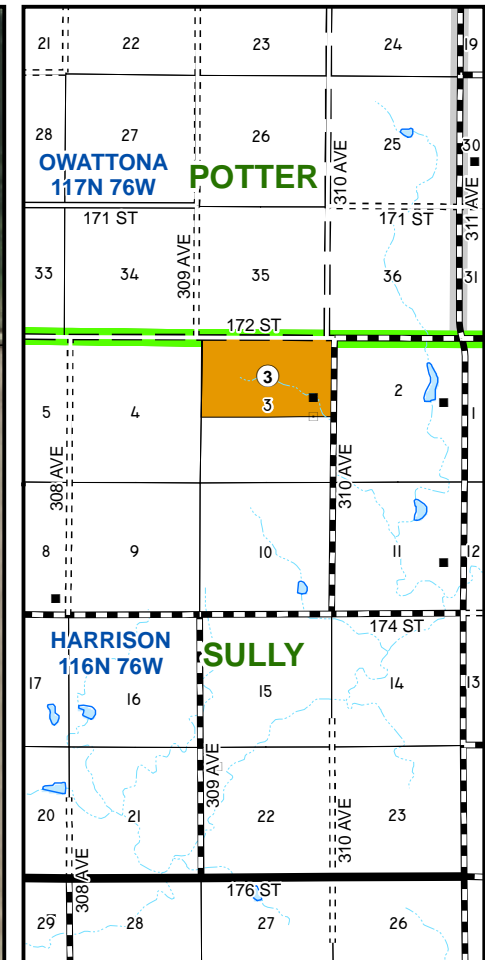 21 22 23 24 19
28 27 26 25 30
OWATTONA
117N 76W
POTTER
310 AVE
311 AVE
171 ST 171 ST
33 34 35 36 31
309 AVE
172 ST
3
3
2
5 4 1
308 AVE
310 AVE
8 9 10 11 12
174 ST
HARRISON
116N 76W
SULLY
17 16 15 14 13
309 AVE
310 AVE
20 21 22 23
308 AVE
176 ST
29 28 27 26